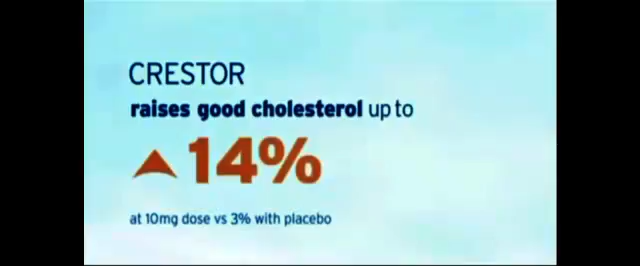 CRESTOR
raises good cholesterol up to
14%
at 10mg dose vs 3% with placebo